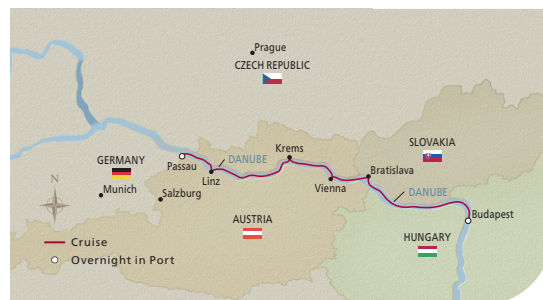 Prague
CZECH REPUBLIC
SLOVAKIA
Krems
GERMANY
DANUBE
Passau
Linz
Bratislava
Munich
Salzburg
Vienna
DANUBE
N
AUSTRIA
Budapest
HUNGARY
Cruise
Overnight in Port